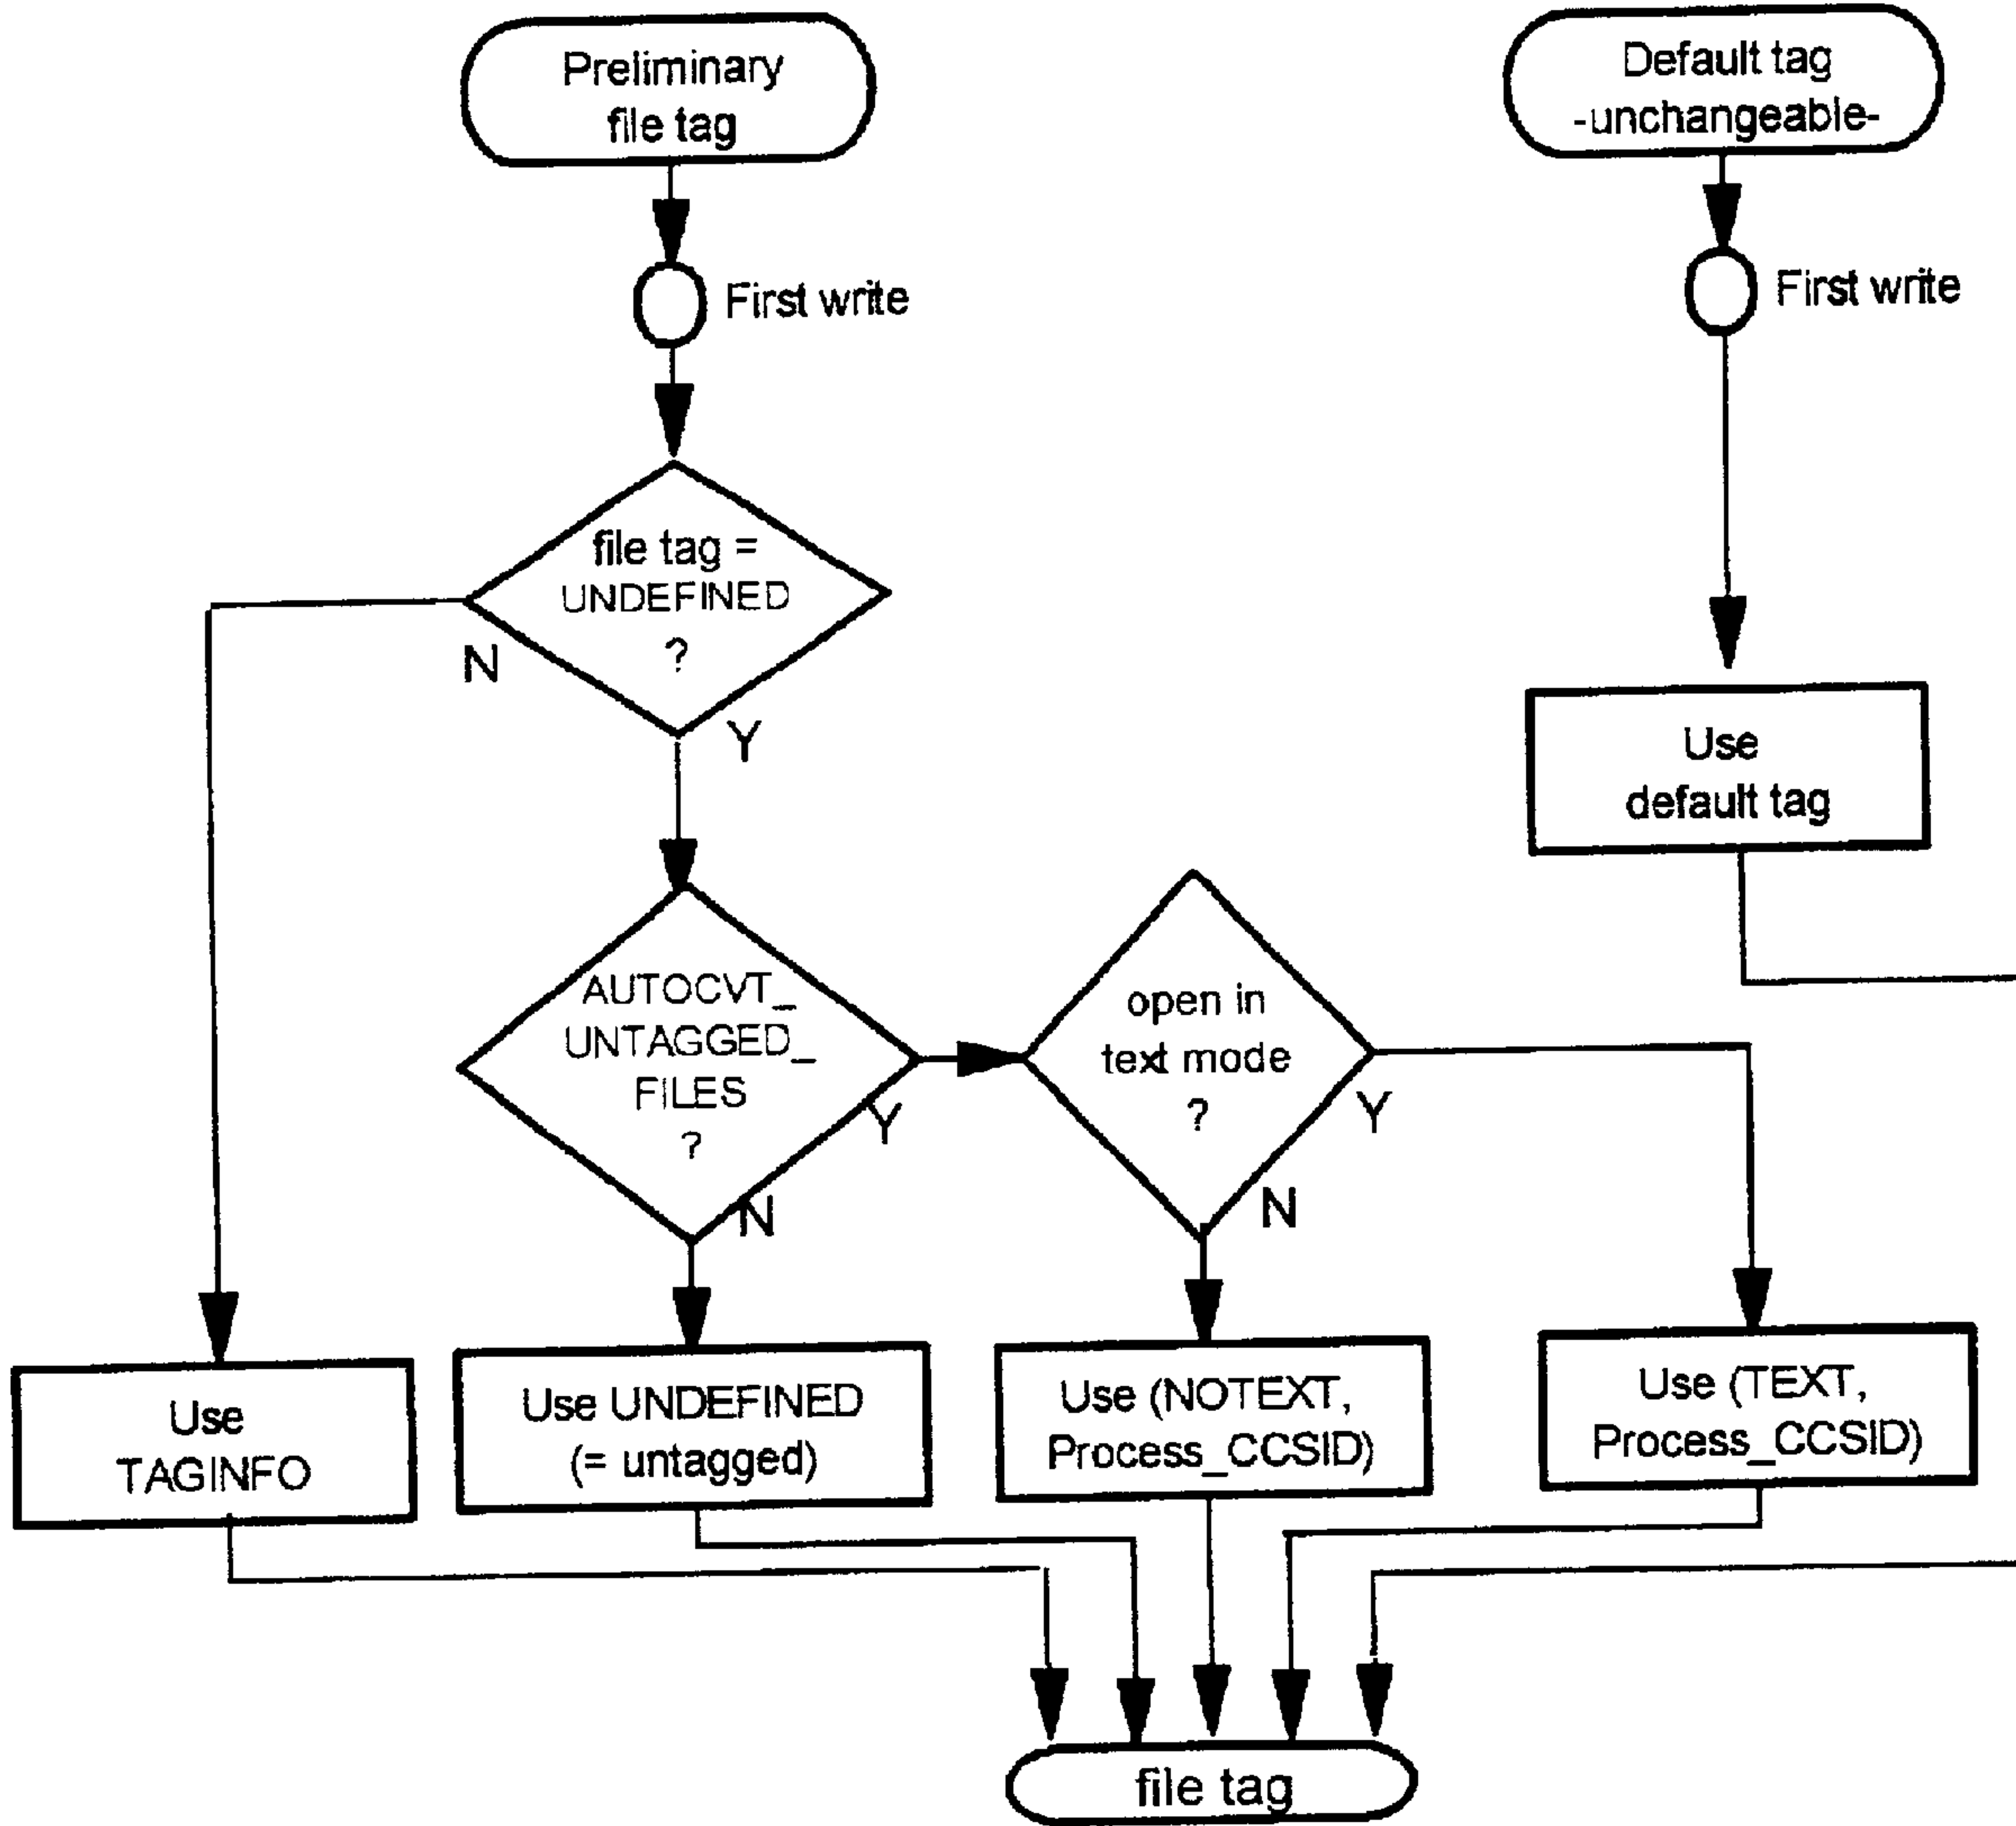 Preliminary
file tag
Default tag
-unchangeable-
First write
First write
file tag =
UNDEFINED
?
N
Y
Use
default tag
AUTOCVT_
UNTAGGED_
FILES
?
Y
N
open in
text mode
?
Y
N
Use
TAGINFO
Use UNDEFINED
(= untagged)
Use (NOTEXT,
Process_CCSID)
Use (TEXT,
Process_CCSID)
file tag